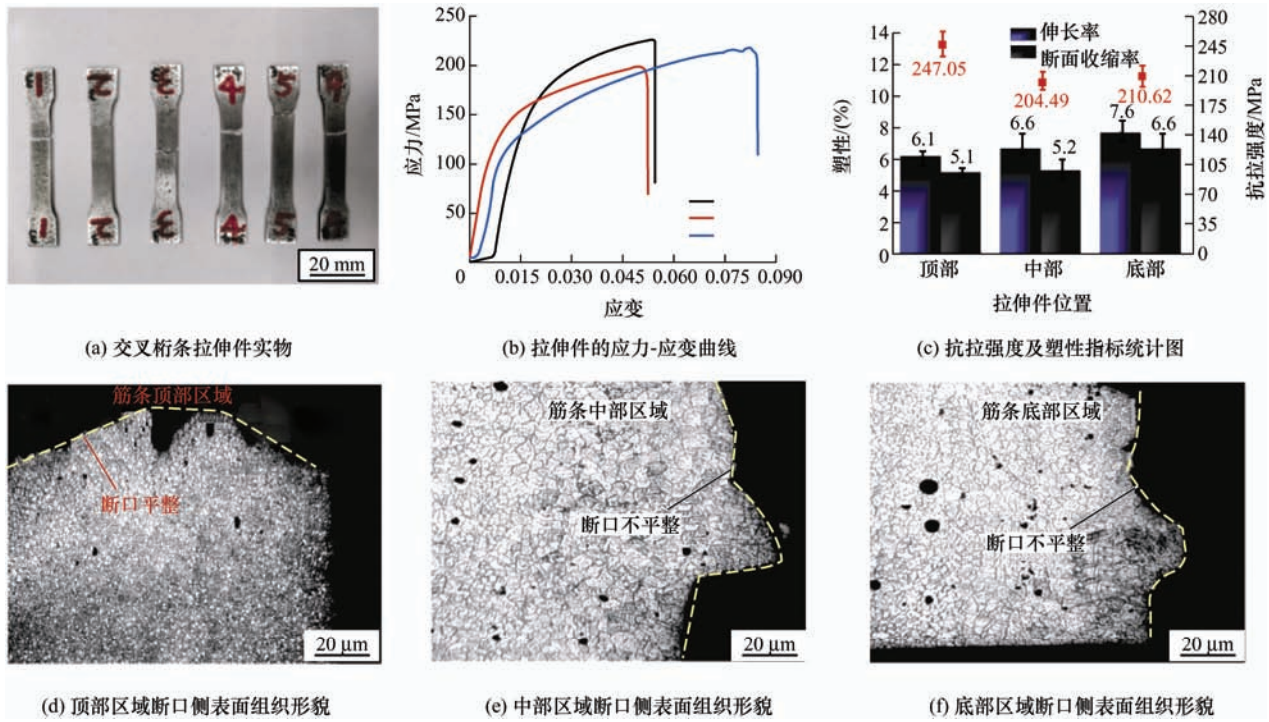 1 2 3 4 5
1 2 3 4 5
20 mm
(a) 交叉桁条拉伸件实物
应力/MPa
250
200
150
100
50
0
0.015
0.030
0.045
0.060
0.075
0.090
应变
(b) 拉伸件的应力-应变曲线
塑性/(%)
14
12
10
8
6
4
2
0
伸长率
断面收缩率
247.05
204.49
210.62
6.1
5.1
6.6
5.2
7.6
6.6
280
245
210
175
140
105
70
35
0
抗拉强度/MPa
顶部
中部
底部
拉伸件位置
(c) 抗拉强度及塑性指标统计图
筋条顶部区域
断口平整
20 μm
(d) 顶部区域断口侧表面组织形貌
筋条中部区域
断口不平整
20 μm
(e) 中部区域断口侧表面组织形貌
筋条底部区域
断口不平整
20 μm
(f) 底部区域断口侧表面组织形貌